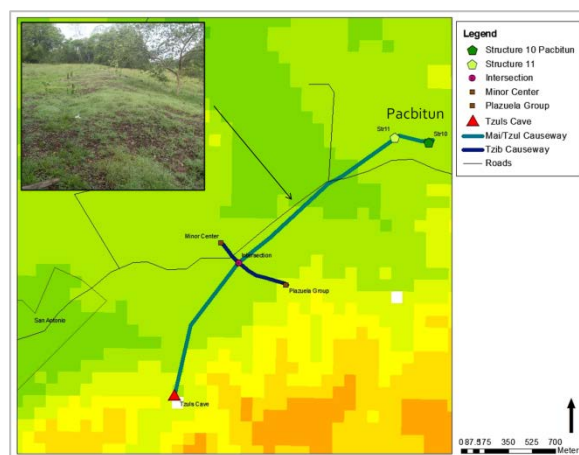 Legend
Structure 10 Pacbitun
Structure 11
Intersection
Minor Center
Plazuela Group
Tzuls Cave
Mai/Tzul Causeway
Tzib Causeway
Roads
Pacbitun
Str11
Str10
Minor Center
Intersection
Plazuela Group
San Antonio
Tzuls Cave
0 87.5 175 350 525 700
Meter